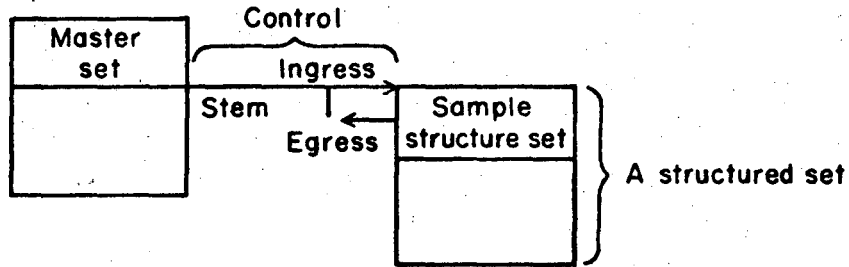 Control
Master
set
Ingress
Stem
Sample
structure set
Egress
A structured set